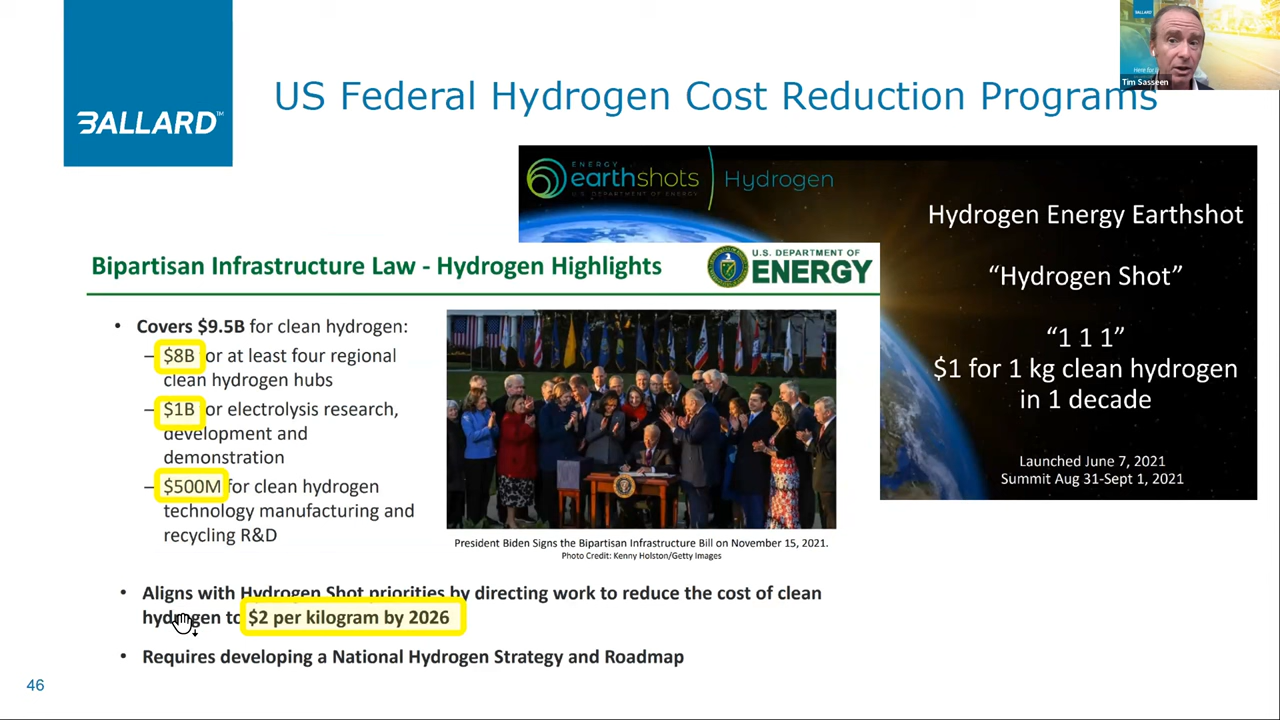 BALLARD™
US Federal Hydrogen Cost Reduction Programs
BALLARD
Tim Sasseen
ENERGY
earthshots
U.S. DEPARTMENT OF ENERGY
Hydrogen
Hydrogen Energy Earthshot
“Hydrogen Shot”
“1 1 1”
$1 for 1 kg clean hydrogen
in 1 decade
Launched June 7, 2021
Summit Aug 31-Sept 1, 2021
Bipartisan Infrastructure Law - Hydrogen Highlights
U.S. DEPARTMENT OF
ENERGY
• Covers $9.5B for clean hydrogen:
– $8B for at least four regional
clean hydrogen hubs
– $1B for electrolysis research,
development and
demonstration
– $500M for clean hydrogen
technology manufacturing and
recycling R&D
President Biden Signs the Bipartisan Infrastructure Bill on November 15, 2021.
Photo Credit: Kenny Holston/Getty Images
• Aligns with Hydrogen Shot priorities by directing work to reduce the cost of clean
hydrogen to $2 per kilogram by 2026
• Requires developing a National Hydrogen Strategy and Roadmap
46